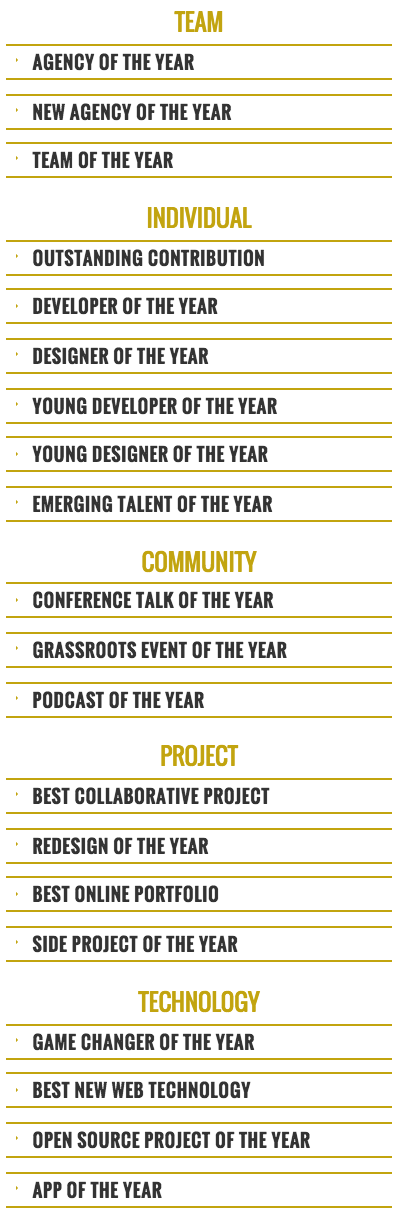 TEAM
AGENCY OF THE YEAR
NEW AGENCY OF THE YEAR
TEAM OF THE YEAR
INDIVIDUAL
OUTSTANDING CONTRIBUTION
DEVELOPER OF THE YEAR
DESIGNER OF THE YEAR
YOUNG DEVELOPER OF THE YEAR
YOUNG DESIGNER OF THE YEAR
EMERGING TALENT OF THE YEAR
COMMUNITY
CONFERENCE TALK OF THE YEAR
GRASSROOTS EVENT OF THE YEAR
PODCAST OF THE YEAR
PROJECT
BEST COLLABORATIVE PROJECT
REDESIGN OF THE YEAR
BEST ONLINE PORTFOLIO
SIDE PROJECT OF THE YEAR
TECHNOLOGY
GAME CHANGER OF THE YEAR
BEST NEW WEB TECHNOLOGY
OPEN SOURCE PROJECT OF THE YEAR
APP OF THE YEAR